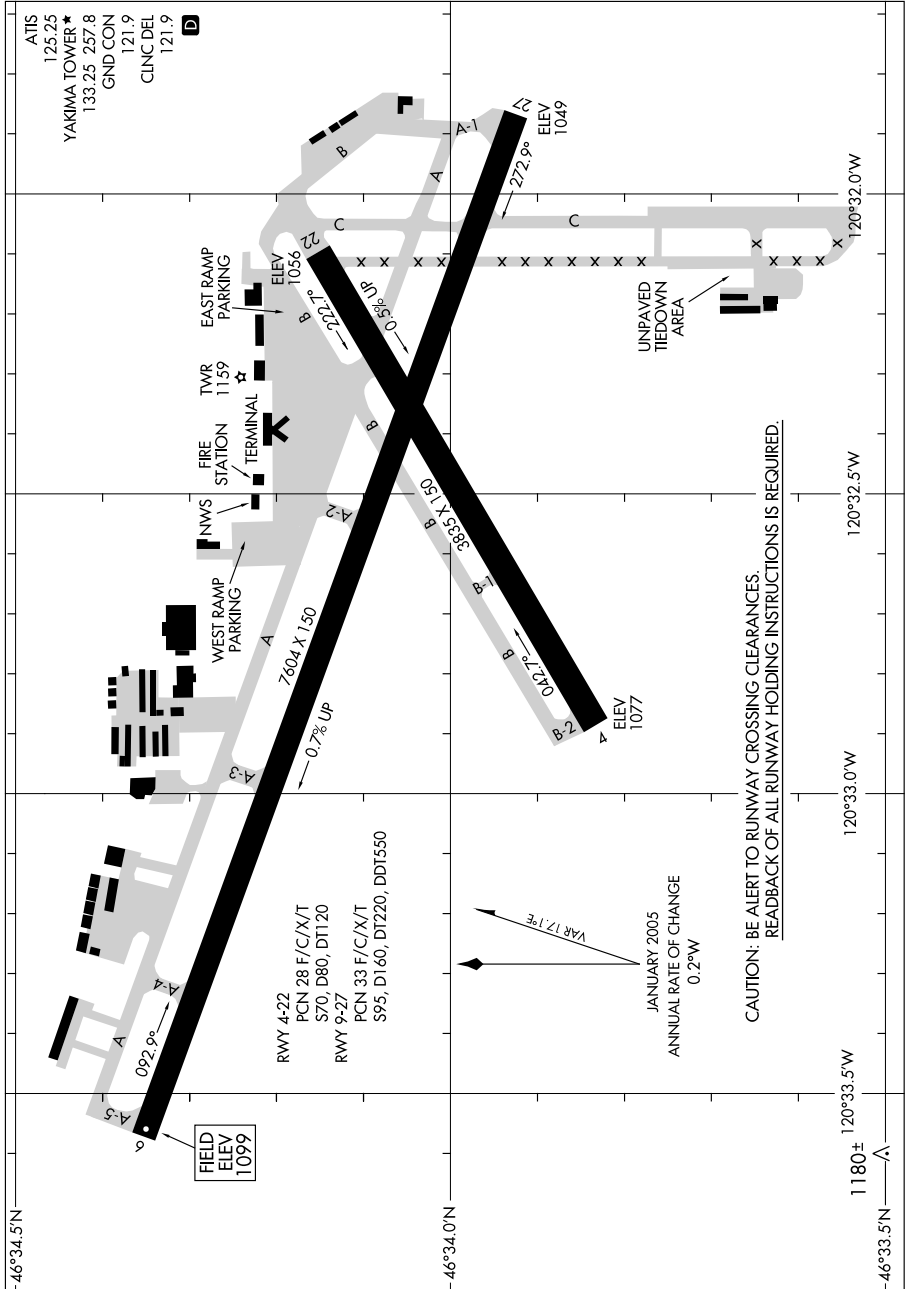 ATIS
125.25
YAKIMA TOWER★
133.25 257.8
GND CON
121.9
CLNC DEL
121.9
D
46°34.5'N
46°34.0'N
46°33.5'N
120°33.5'W
120°33.0'W
120°32.5'W
120°32.0'W
FIELD
ELEV
1099
9
A-5
A
092.9°
A-4
A-3
0.7% UP
7604 X 150
A
A-2
WEST RAMP
PARKING
NWS
FIRE
STATION
TERMINAL
TWR
1159
EAST RAMP
PARKING
ELEV
1056
22
222.7°
0.5% UP
B
B
B
B
B
B-1
B-2
3835 X 150
042.7°
4
ELEV
1077
C
C
A
A-1
272.9°
27
ELEV
1049
X X X X X X X X X X X X X X X X X
UNPAVED
TIEDOWN
AREA
RWY 4-22
PCN 28 F/C/X/T
S70, D80, DT120
RWY 9-27
PCN 33 F/C/X/T
S95, D160, DT220, DDT550
VAR 17.1°E
JANUARY 2005
ANNUAL RATE OF CHANGE
0.2°W
CAUTION: BE ALERT TO RUNWAY CROSSING CLEARANCES.
READBACK OF ALL RUNWAY HOLDING INSTRUCTIONS IS REQUIRED.
1180±